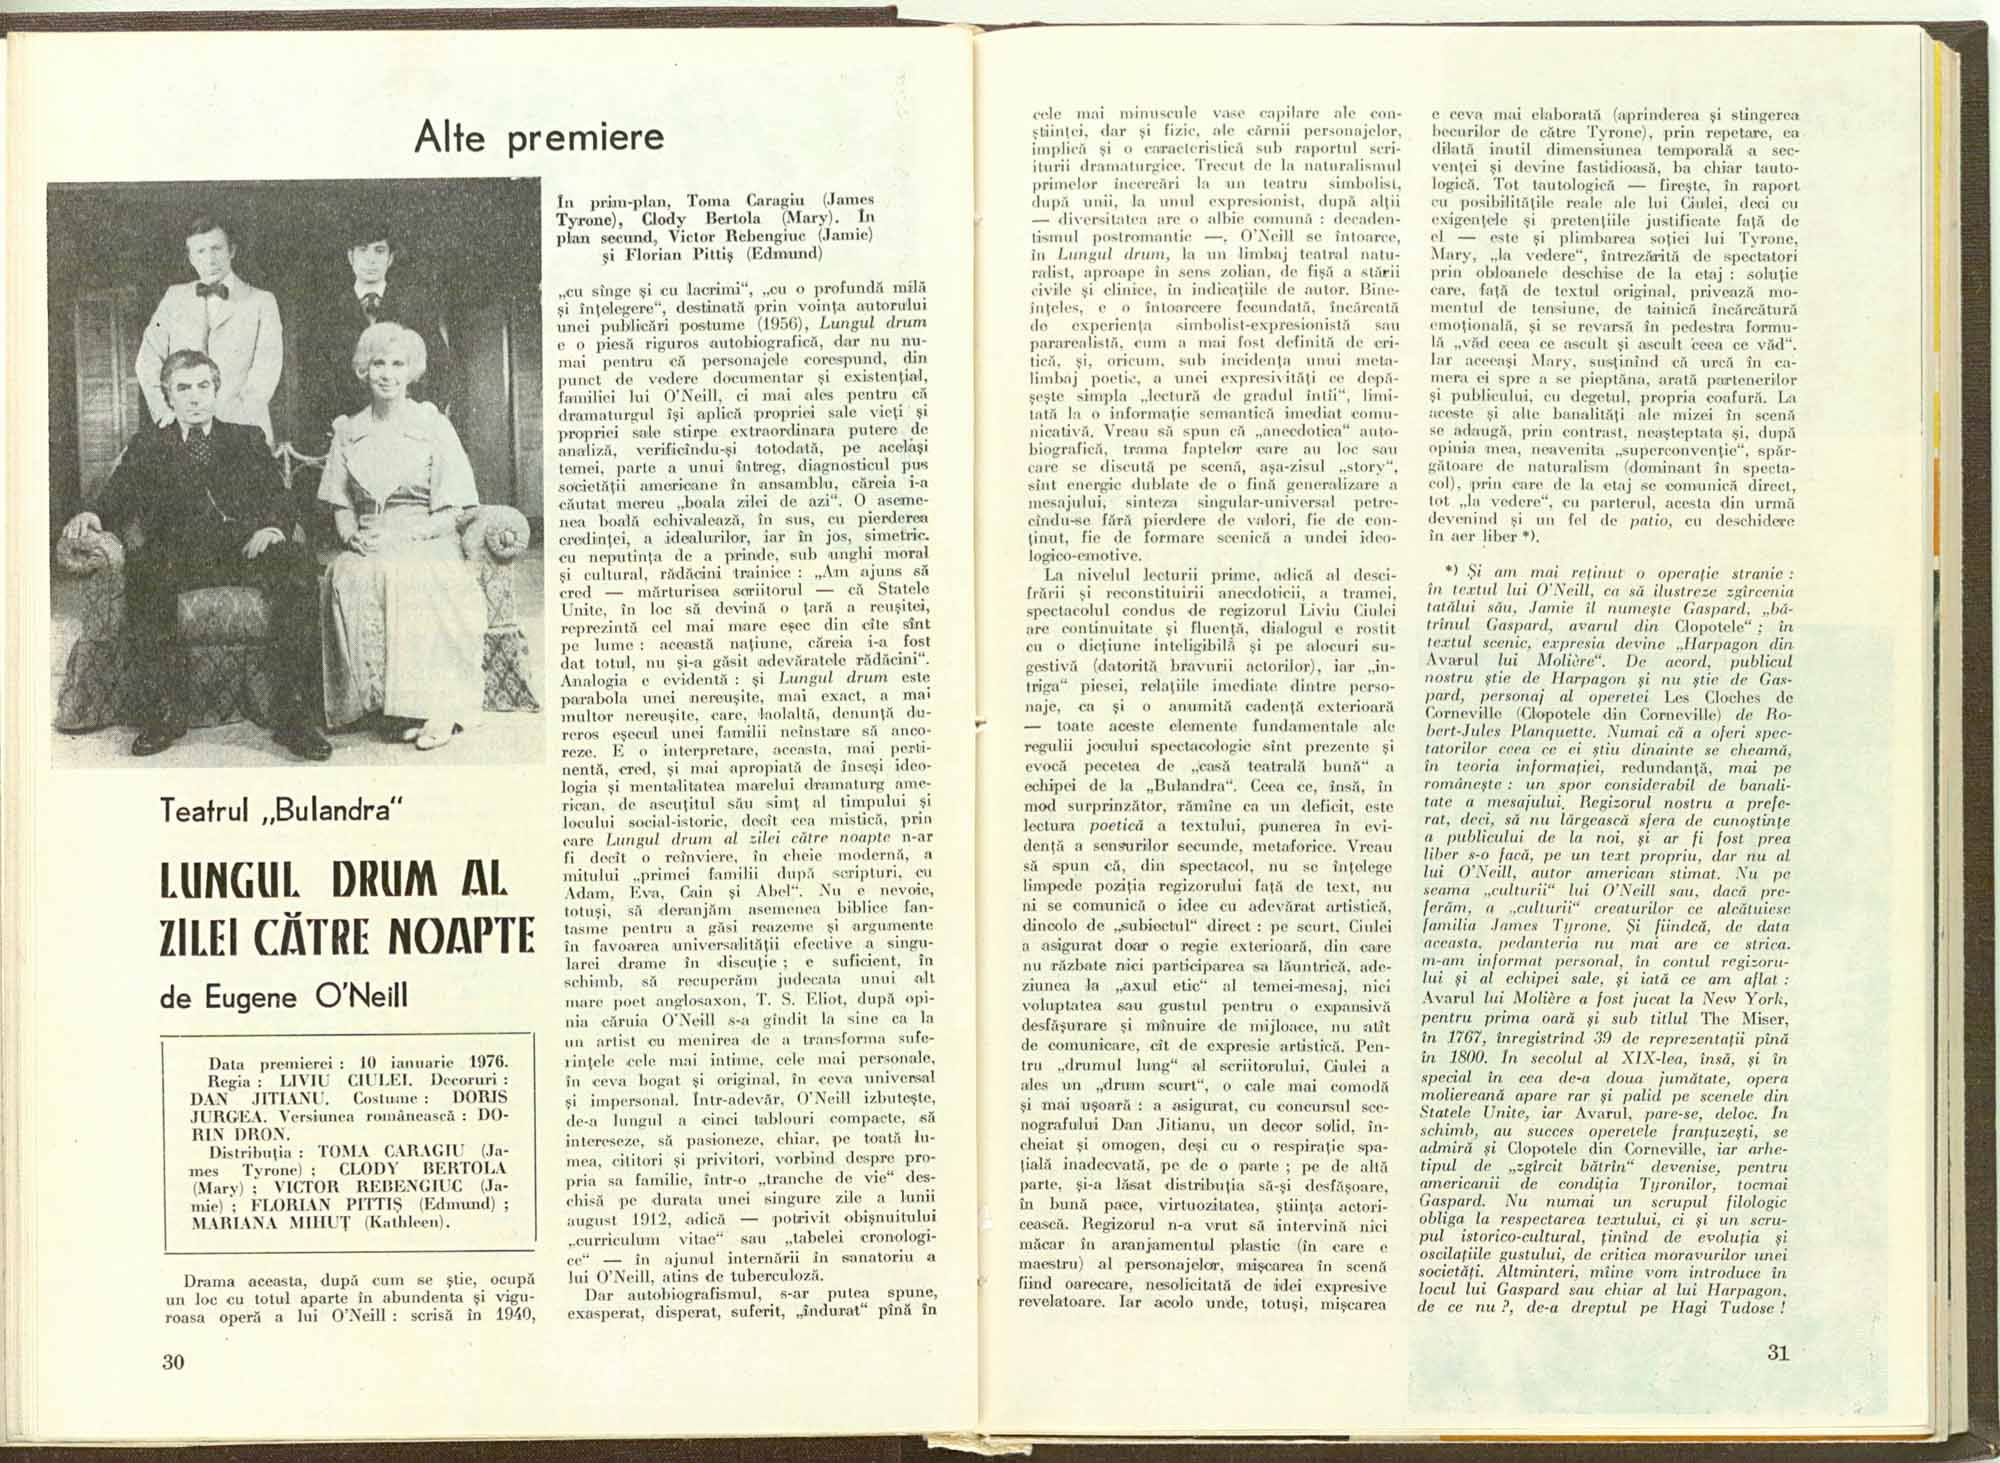 Alte premiere
În prim-plan, Toma Caragiu (James
Tyrone), Clody Bertola (Mary). În
plan secund, Victor Rebengiuc (Jamie)
și Florian Pittiș (Edmund)
Teatrul „Bulandra“
LUNGUL DRUM AL
ZILEI CĂTRE NOAPTE
de Eugene O'Neill
Data premierei : 10 ianuarie 1976.
Regia : LIVIU CIULEI. Decoruri :
DAN JITIANU. Costume : DORIS
JURGEA. Versiunea românească : DO-
RIN DRON.
Distribuția : TOMA CARAGIU (Ja-
mes Tyrone) ; CLODY BERTOLA
(Mary) ; VICTOR REBENGIUC (Ja-
mie) ; FLORIAN PITTIȘ (Edmund) ;
MARIANA MIHUȚ (Kathleen).
Drama aceasta, după cum se știe, ocupă
un loc cu totul aparte în abundenta și vigu-
roasa operă a lui O'Neill : scrisă în 1940,
„cu sînge și cu lacrimi“, „cu o profundă milă
și înțelegere“, destinată prin voința autorului
unei publicări postume (1956), Lungul drum
e o piesă riguros autobiografică, dar nu nu-
mai pentru că personajele corespund, din
punct de vedere documentar și existențial,
familiei lui O'Neill, ci mai ales pentru că
dramaturgul își aplică propriei sale vieți și
propriei sale stirpe extraordinara putere de
analiză, verificîndu-și totodată, pe același
temei, parte a unui întreg, diagnosticul pus
societății americane în ansamblu, căreia i-a
căutat mereu „boala zilei de azi“. O aseme-
nea boală echivalează, în sus, cu pierderea
credinței, a idealurilor, iar în jos, simetric,
cu neputința de a prinde, sub unghi moral
și cultural, rădăcini trainice : „Am ajuns să
cred — mărturisea scriitorul — că Statele
Unite, în loc să devină o țară a reușitei,
reprezintă cel mai mare eșec din cîte sînt
pe lume : această națiune, căreia i-a fost
dat totul, nu și-a găsit adevăratele rădăcini“.
Analogia e evidentă : și Lungul drum este
parabola unei nereușite, mai exact, a mai
multor nereușite, care, laolaltă, denunță du-
reros eșecul unei familii neînstare să anco-
reze. E o interpretare, aceasta, mai perti-
nentă, cred, și mai apropiată de înseși ideo-
logia și mentalitatea marelui dramaturg ame-
rican, de ascuțitul său simț al timpului și
locului social-istoric, decît cea mistică, prin
care Lungul drum al zilei către noapte n-ar
fi decît o reînviere, în cheie modernă, a
mitului „primei familii după scripturi, cu
Adam, Eva, Cain și Abel“. Nu e nevoie,
totuși, să deranjăm asemenea biblice fan-
tasme pentru a găsi reazeme și argumente
în favoarea universalității efective a singu-
larei drame în discuție ; e suficient, în
schimb, să recuperăm judecata unui alt
mare poet anglosaxon, T. S. Eliot, după opi-
nia căruia O'Neill s-a gîndit la sine ca la
un artist cu menirea de a transforma sufe-
rințele cele mai intime, cele mai personale,
în ceva bogat și original, în ceva universal
și impersonal. Într-adevăr, O'Neill izbutește,
de-a lungul a cinci tablouri compacte, să
intereseze, să pasioneze, chiar, pe toată lu-
mea, cititori și privitori, vorbind despre pro-
pria sa familie, într-o „tranche de vie“ des-
chisă pe durata unei singure zile a lunii
august 1912, adică — potrivit obișnuitului
„curriculum vitae“ sau „tabelei cronologi-
ce“ — în ajunul internării în sanatoriu a
lui O'Neill, atins de tuberculoză.
Dar autobiografismul, s-ar putea spune,
exasperat, disperat, suferit, „îndurat“ pînă în
30
cele mai minuscule vase capilare ale con-
științei, dar și fizic, ale cărnii personajelor,
implică și o caracteristică sub raportul scri-
iturii dramaturgice. Trecut de la naturalismul
primelor încercări la un teatru simbolist,
după unii, la unul expresionist, după alții
— diversitatea are o albie comună : decaden-
tismul postromantic —, O'Neill se întoarce,
în Lungul drum, la un limbaj teatral natu-
ralist, aproape în sens zolian, de fișă a stării
civile și clinice, în indicațiile de autor. Bine-
înțeles, e o întoarcere fecundată, încărcată
de experiența simbolist-expresionistă sau
pararealistă, cum a mai fost definită de cri-
tică, și, oricum, sub incidența unui meta-
limbaj poetic, a unei expresivități ce depă-
șește simpla „lectură de gradul întîi“, limi-
tată la o informație semantică imediat comu-
nicativă. Vreau să spun că „anecdotica“ auto-
biografică, trama faptelor care au loc sau
care se discută pe scenă, așa-zisul „story“,
sînt energic dublate de o fină generalizare a
mesajului, sinteza singular-universal petre-
cîndu-se fără pierdere de valori, fie de con-
ținut, fie de formare scenică a undei ideo-
logico-emotive.
La nivelul lecturii prime, adică al desci-
frării și reconstituirii anecdoticii, a tramei,
spectacolul condus de regizorul Liviu Ciulei
are continuitate și fluență, dialogul e rostit
cu o dicțiune inteligibilă și pe alocuri su-
gestivă (datorită bravurii actorilor), iar „in-
triga“ piesei, relațiile imediate dintre perso-
naje, ca și o anumită cadență exterioară
— toate aceste elemente fundamentale ale
regulii jocului spectacologic sînt prezente și
evocă pecetea de „casă teatrală bună“ a
echipei de la „Bulandra“. Ceea ce, însă, în
mod surprinzător, rămîne ca un deficit, este
lectura poetică a textului, punerea în evi-
dență a sensurilor secunde, metaforice. Vreau
să spun că, din spectacol, nu se înțelege
limpede poziția regizorului față de text, nu
ni se comunică o idee cu adevărat artistică,
dincolo de „subiectul“ direct : pe scurt, Ciulei
a asigurat doar o regie exterioară, din care
nu răzbate nici participarea sa lăuntrică, ade-
ziunea la „axul etic“ al temei-mesaj, nici
voluptatea sau gustul pentru o expansivă
desfășurare și mînuire de mijloace, nu atît
de comunicare, cît de expresie artistică. Pen-
tru „drumul lung“ al scriitorului, Ciulei a
ales un „drum scurt“, o cale mai comodă
și mai ușoară : a asigurat, cu concursul sce-
nografului Dan Jitianu, un decor solid, în-
cheiat și omogen, deși cu o respirație spa-
țială inadecvată, pe de o parte ; pe de altă
parte, și-a lăsat distribuția să-și desfășoare,
în bună pace, virtuozitatea, știința actori-
cească. Regizorul n-a vrut să intervină nici
măcar în aranjamentul plastic (în care e
maestru) al personajelor, mișcarea în scenă
fiind oarecare, nesolicitată de idei expresive
revelatoare. Iar acolo unde, totuși, mișcarea
e ceva mai elaborată (aprinderea și stingerea
becurilor de către Tyrone), prin repetare, ea
dilată inutil dimensiunea temporală a sec-
venței și devine fastidioasă, ba chiar tauto-
logică. Tot tautologică — firește, în raport
cu posibilitățile reale ale lui Ciulei, deci cu
exigențele și pretențiile justificate față de
el — este și plimbarea soției lui Tyrone,
Mary, „la vedere“, întrezărită de spectatori
prin obloanele deschise de la etaj : soluție
care, față de textul original, privează mo-
mentul de tensiune, de tainică încărcătură
emoțională, și se revarsă în pedestra formu-
lă „văd ceea ce ascult și ascult ceea ce văd“.
Iar aceeași Mary, susținînd că urcă în ca-
mera ei spre a se pieptăna, arată partenerilor
și publicului, cu degetul, propria coafură. La
aceste și alte banalități ale mizei în scenă
se adaugă, prin contrast, neașteptata și, după
opinia mea, neavenita „superconvenție“, spăr-
gătoare de naturalism (dominant în specta-
col), prin care de la etaj se comunică direct,
tot „la vedere“, cu parterul, acesta din urmă
devenind și un fel de patio, cu deschidere
în aer liber *).
*) Și am mai reținut o operație stranie :
în textul lui O'Neill, ca să ilustreze zgîrcenia
tatălui său, Jamie îl numește Gaspard, „bă-
trînul Gaspard, avarul din Clopotele“ ; în
textul scenic, expresia devine „Harpagon din
Avarul lui Molière“. De acord, publicul
nostru știe de Harpagon și nu știe de Gas-
pard, personaj al operetei Les Cloches de
Corneville (Clopotele din Corneville) de Ro-
bert-Jules Planquette. Numai că a oferi spec-
tatorilor ceea ce ei știu dinainte se cheamă,
în teoria informației, redundanță, mai pe
românește : un spor considerabil de banali-
tate a mesajului. Regizorul nostru a prefe-
rat, deci, să nu lărgească sfera de cunoștințe
a publicului de la noi, și ar fi fost prea
liber s-o facă, pe un text propriu, dar nu al
lui O'Neill, autor american stimat. Nu pe
seama „culturii“ lui O'Neill sau, dacă pre-
ferăm, a „culturii“ creaturilor ce alcătuiesc
familia James Tyrone. Și fiindcă, de data
aceasta, pedanteria nu mai are ce strica.
m-am informat personal, în contul regizoru-
lui și al echipei sale, și iată ce am aflat :
Avarul lui Molière a fost jucat la New York,
pentru prima oară și sub titlul The Miser,
în 1767, înregistrînd 39 de reprezentații pînă
în 1800. În secolul al XIX-lea, însă, și în
special în cea de-a doua jumătate, opera
moliereană apare rar și palid pe scenele din
Statele Unite, iar Avarul, pare-se, deloc. În
schimb, au succes operetele franțuzești, se
admiră și Clopotele din Corneville, iar arhe-
tipul de „zgîrcit bătrîn“ devenise, pentru
americanii de condiția Tyronilor, tocmai
Gaspard. Nu numai un scrupul filologic
obliga la respectarea textului, ci și un scru-
pul istorico-cultural, ținînd de evoluția și
oscilațiile gustului, de critica moravurilor unei
societăți. Altminteri, mîine vom introduce în
locul lui Gaspard sau chiar al lui Harpagon,
de ce nu ?, de-a dreptul pe Hagi Tudose !
31